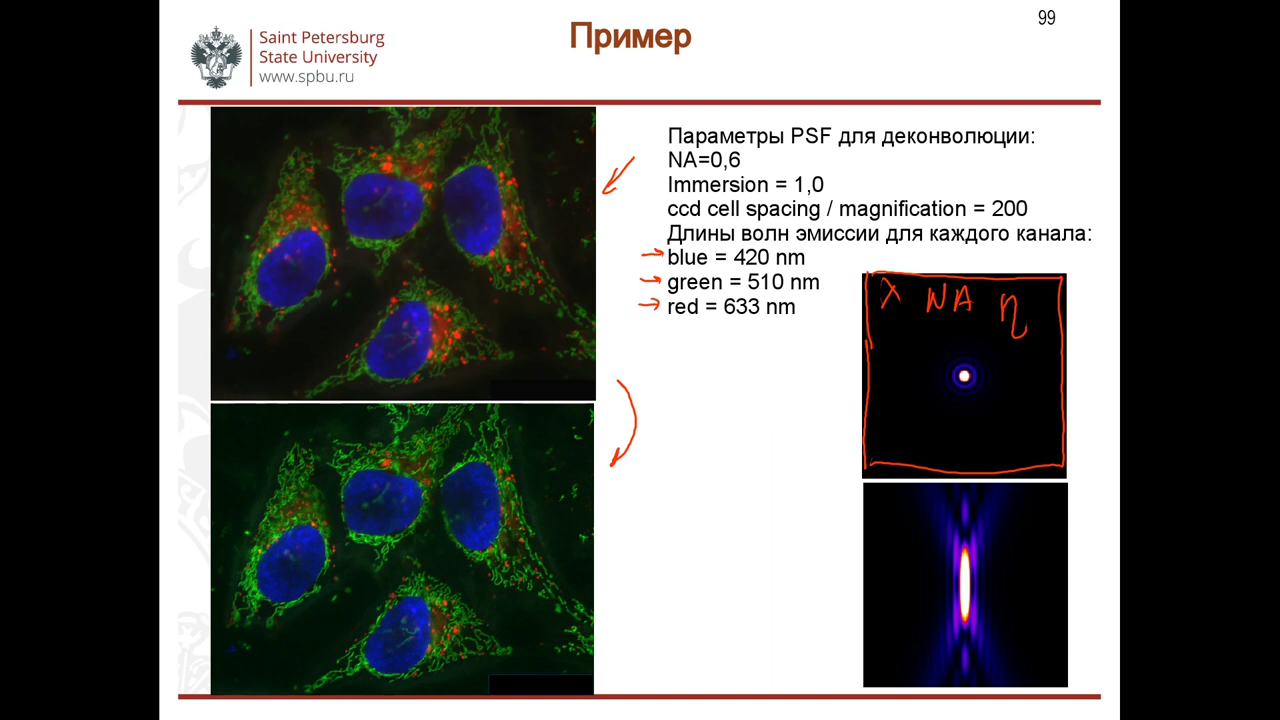 99
Saint Petersburg
State University
www.spbu.ru
Пример
Параметры PSF для деконволюции:
NA=0,6
Immersion = 1,0
ccd cell spacing / magnification = 200
Длины волн эмиссии для каждого канала:
blue = 420 nm
green = 510 nm
red = 633 nm
λ NA η